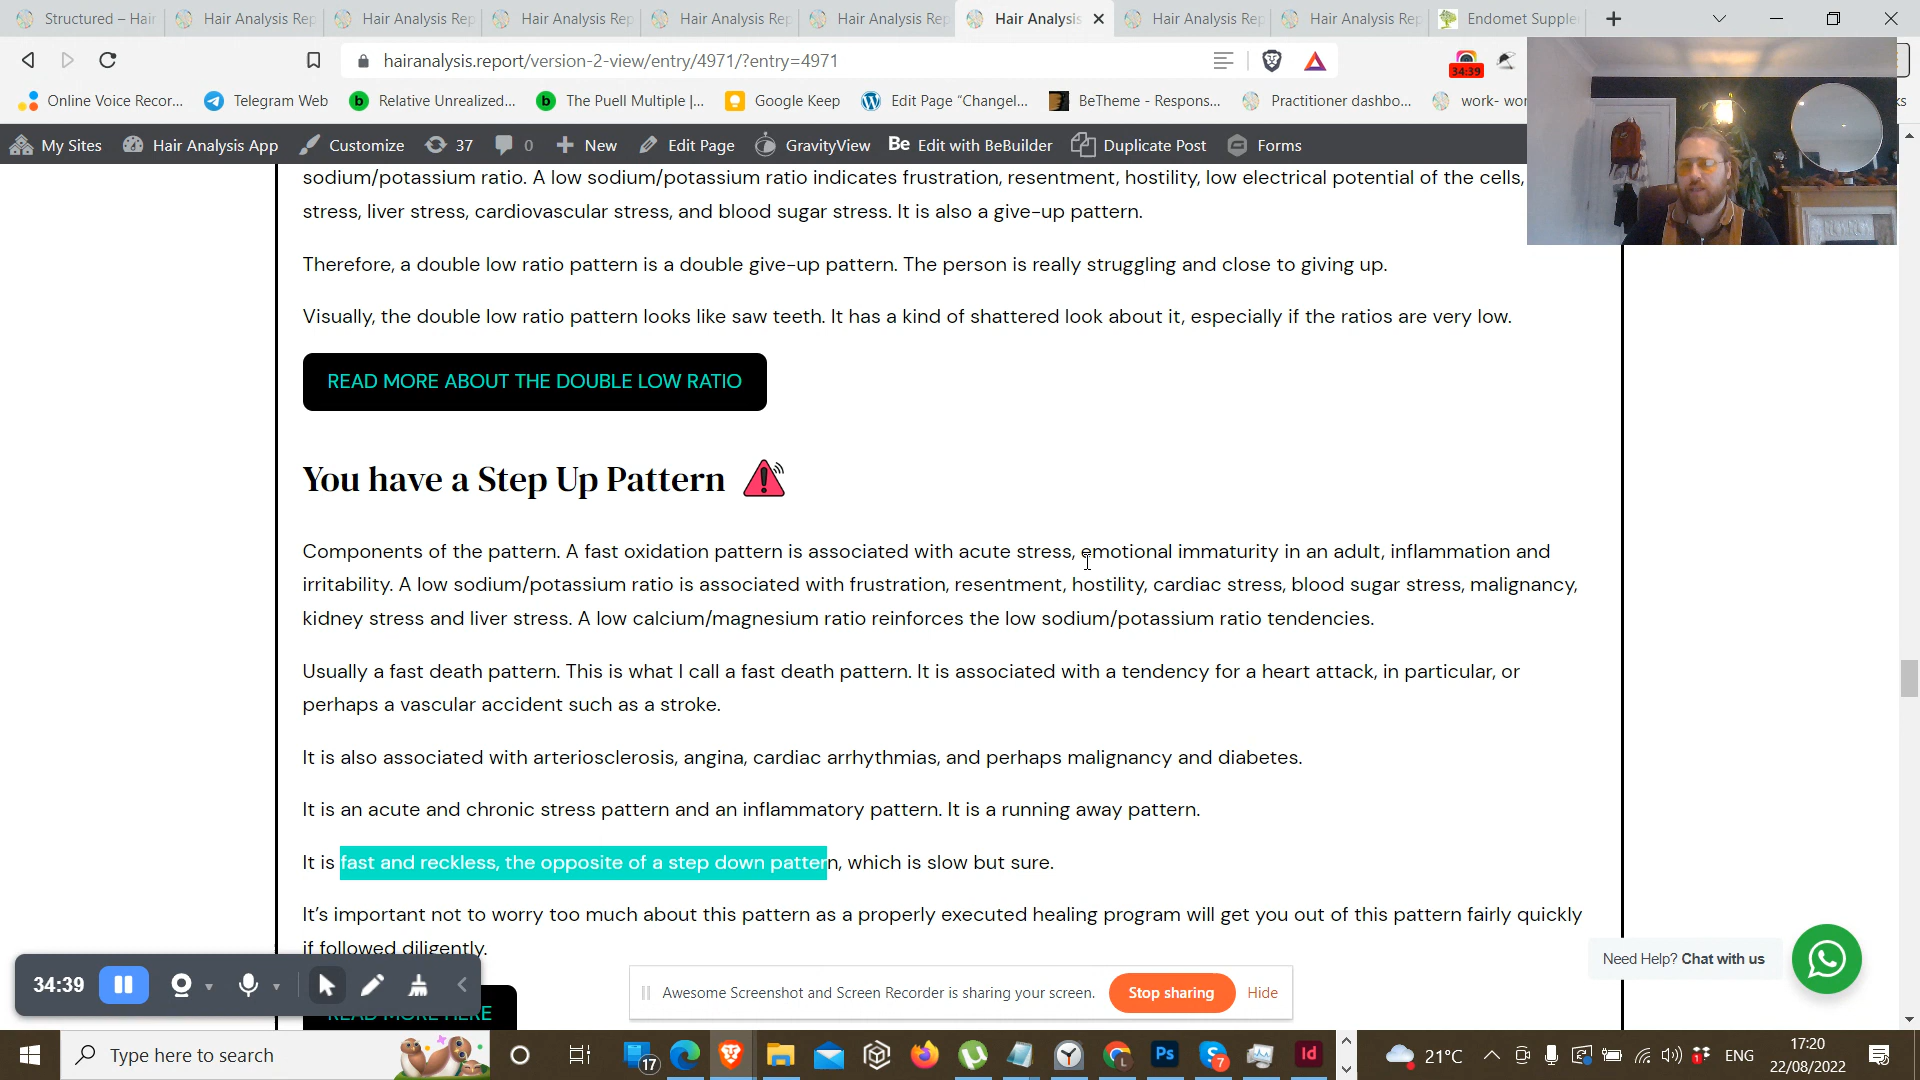 Structured – Hair
Hair Analysis Rep
Hair Analysis Rep
Hair Analysis Rep
Hair Analysis Rep
Hair Analysis Rep
Hair Analysis
Hair Analysis Rep
Hair Analysis Rep
Endomet Supple
hairanalysis.report/version-2-view/entry/4971/?entry=4971
34:39
Online Voice Recor...
Telegram Web
Relative Unrealized...
The Puell Multiple |...
Google Keep
Edit Page “Changel...
BeTheme - Respons...
Practitioner dashbo...
My Sites
Hair Analysis App
Customize
37
0
New
Edit Page
GravityView
Be Edit with BeBuilder
Duplicate Post
Forms
sodium/potassium ratio. A low sodium/potassium ratio indicates frustration, resentment, hostility, low electrical potential of the cells,
stress, liver stress, cardiovascular stress, and blood sugar stress. It is also a give-up pattern.
Therefore, a double low ratio pattern is a double give-up pattern. The person is really struggling and close to giving up.
Visually, the double low ratio pattern looks like saw teeth. It has a kind of shattered look about it, especially if the ratios are very low.
READ MORE ABOUT THE DOUBLE LOW RATIO
You have a Step Up Pattern
Components of the pattern. A fast oxidation pattern is associated with acute stress, emotional immaturity in an adult, inflammation and
irritability. A low sodium/potassium ratio is associated with frustration, resentment, hostility, cardiac stress, blood sugar stress, malignancy,
kidney stress and liver stress. A low calcium/magnesium ratio reinforces the low sodium/potassium ratio tendencies.
Usually a fast death pattern. This is what I call a fast death pattern. It is associated with a tendency for a heart attack, in particular, or
perhaps a vascular accident such as a stroke.
It is also associated with arteriosclerosis, angina, cardiac arrhythmias, and perhaps malignancy and diabetes.
It is an acute and chronic stress pattern and an inflammatory pattern. It is a running away pattern.
It is fast and reckless, the opposite of a step down pattern, which is slow but sure.
It’s important not to worry too much about this pattern as a properly executed healing program will get you out of this pattern fairly quickly
if followed diligently.
READ MORE HERE
34:39
Awesome Screenshot and Screen Recorder is sharing your screen.
Stop sharing
Hide
Need Help? Chat with us
Type here to search
17
Ps
7
Id
21°C
1
ENG
17:20
22/08/2022